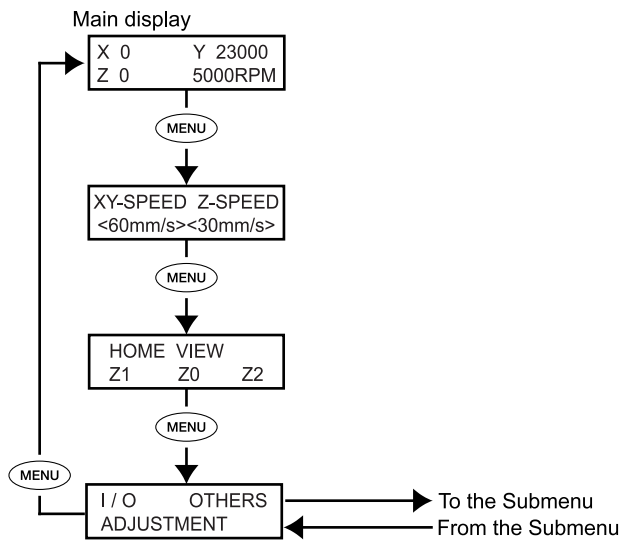 Main display
X 0 Y 23000
Z 0 5000RPM
MENU
XY-SPEED Z-SPEED
<60mm/s><30mm/s>
MENU
HOME VIEW
Z1 Z0 Z2
MENU
MENU
I / O OTHERS
ADJUSTMENT
To the Submenu
From the Submenu